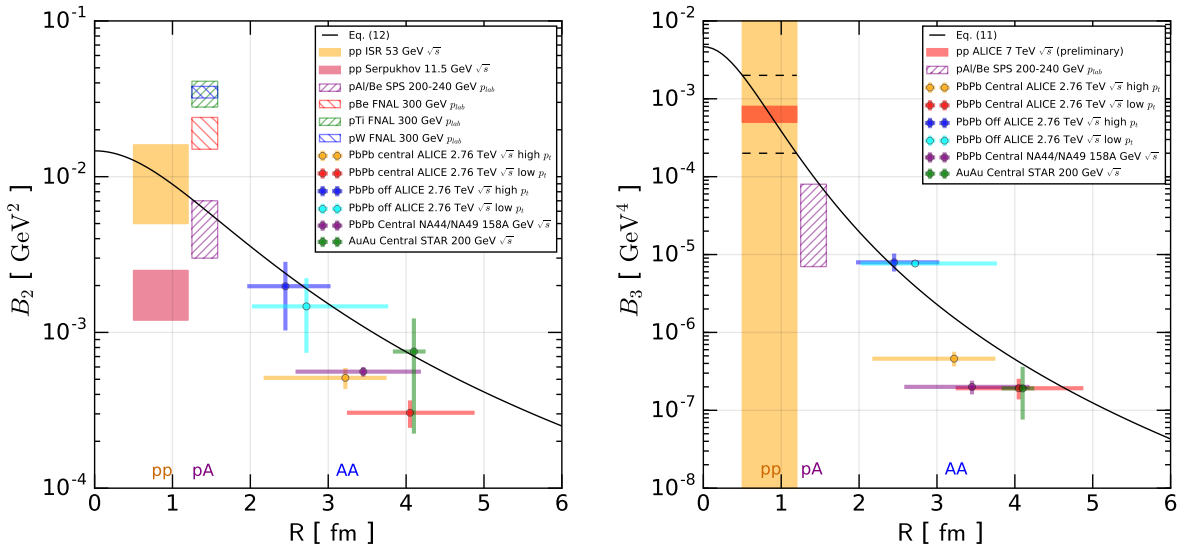 10⁻¹
10⁻²
10⁻³
10⁻⁴
B₂ [ GeV² ]
Eq. (12)
pp ISR 53 GeV √s
pp Serpukhov 11.5 GeV √s
pAl/Be SPS 200-240 GeV p_lab
pBe FNAL 300 GeV p_lab
pTi FNAL 300 GeV p_lab
pW FNAL 300 GeV p_lab
PbPb central ALICE 2.76 TeV √s high p_t
PbPb central ALICE 2.76 TeV √s low p_t
PbPb off ALICE 2.76 TeV √s high p_t
PbPb off ALICE 2.76 TeV √s low p_t
PbPb Central NA44/NA49 158A GeV √s
AuAu Central STAR 200 GeV √s
pp pA AA
0 1 2 3 4 5 6
R [ fm ]
10⁻¹
10⁻²
10⁻³
10⁻⁴
10⁻⁵
10⁻⁶
10⁻⁷
10⁻⁸
B₃ [ GeV⁴ ]
Eq. (11)
pp ALICE 7 TeV √s (preliminary)
pAl/Be SPS 200-240 GeV p_lab
PbPb Central ALICE 2.76 TeV √s high p_t
PbPb Central ALICE 2.76 TeV √s low p_t
PbPb Off ALICE 2.76 TeV √s high p_t
PbPb Off ALICE 2.76 TeV √s low p_t
PbPb Central NA44/NA49 158A GeV √s
AuAu Central STAR 200 GeV √s
pp pA AA
0 1 2 3 4 5 6
R [ fm ]